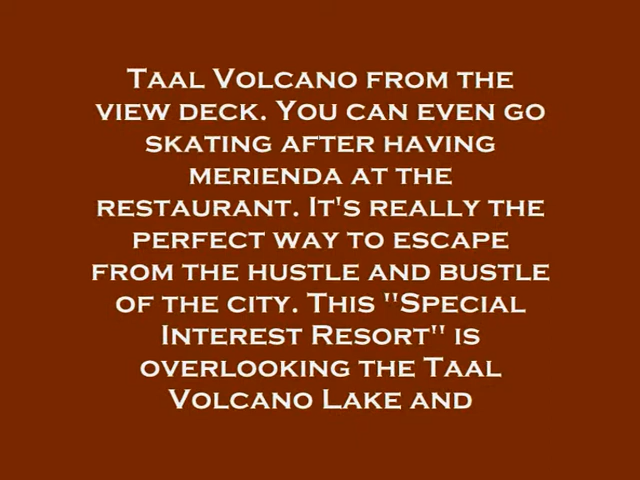 Taal Volcano from the
view deck. You can even go
skating after having
merienda at the
restaurant. It's really the
perfect way to escape
from the hustle and bustle
of the city. This "Special
Interest Resort" is
overlooking the Taal
Volcano Lake and